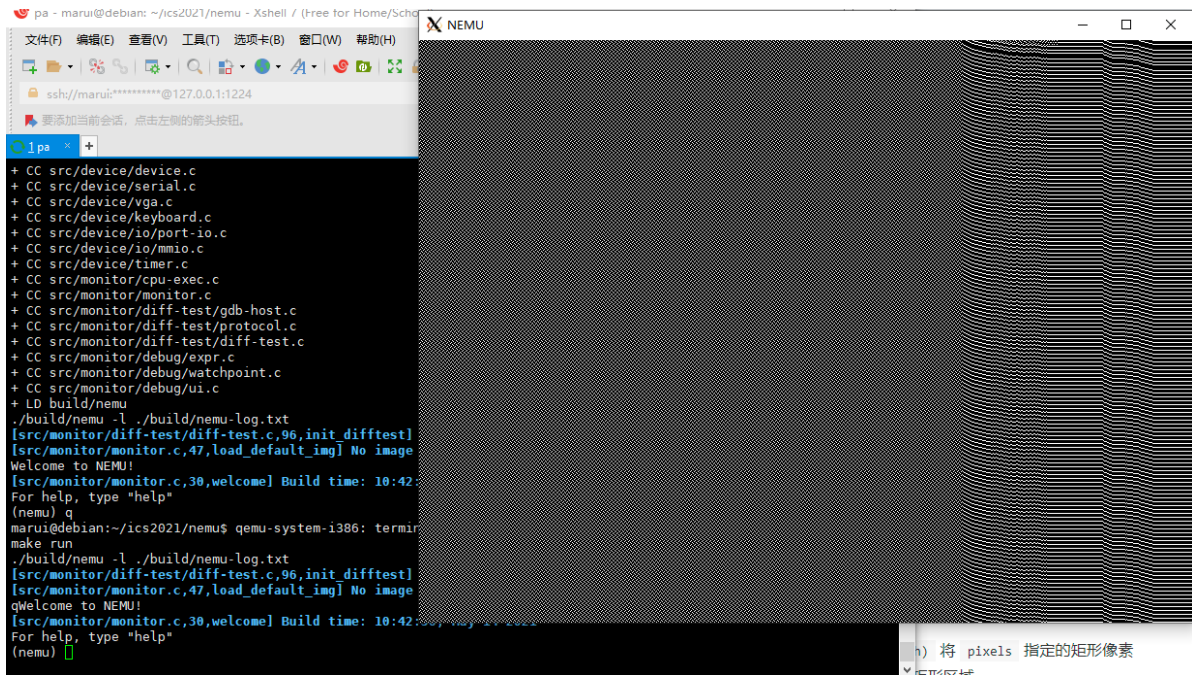 pa - marui@debian: ~/ics2021/nemu - Xshell 7 (Free for Home/Scho
NEMU
文件(F) 编辑(E) 查看(V) 工具(T) 选项卡(B) 窗口(W) 帮助(H)
ssh://marui:**********@127.0.0.1:1224
要添加当前会话，点击左侧的箭头按钮。
1 pa × +
+ CC src/device/device.c
+ CC src/device/serial.c
+ CC src/device/vga.c
+ CC src/device/keyboard.c
+ CC src/device/io/port-io.c
+ CC src/device/io/mmio.c
+ CC src/device/timer.c
+ CC src/monitor/cpu-exec.c
+ CC src/monitor/monitor.c
+ CC src/monitor/diff-test/gdb-host.c
+ CC src/monitor/diff-test/protocol.c
+ CC src/monitor/diff-test/diff-test.c
+ CC src/monitor/debug/expr.c
+ CC src/monitor/debug/watchpoint.c
+ CC src/monitor/debug/ui.c
+ LD build/nemu
./build/nemu -l ./build/nemu-log.txt
[src/monitor/diff-test/diff-test.c,96,init_difftest]
[src/monitor/monitor.c,47,load_default_img] No image
Welcome to NEMU!
[src/monitor/monitor.c,30,welcome] Build time: 10:42:
For help, type "help"
(nemu) q
marui@debian:~/ics2021/nemu$ qemu-system-i386: termin
make run
./build/nemu -l ./build/nemu-log.txt
[src/monitor/diff-test/diff-test.c,96,init_difftest]
[src/monitor/monitor.c,47,load_default_img] No image
qWelcome to NEMU!
[src/monitor/monitor.c,30,welcome] Build time: 10:42:
For help, type "help"
(nemu)
h) 将 pixels 指定的矩形像素